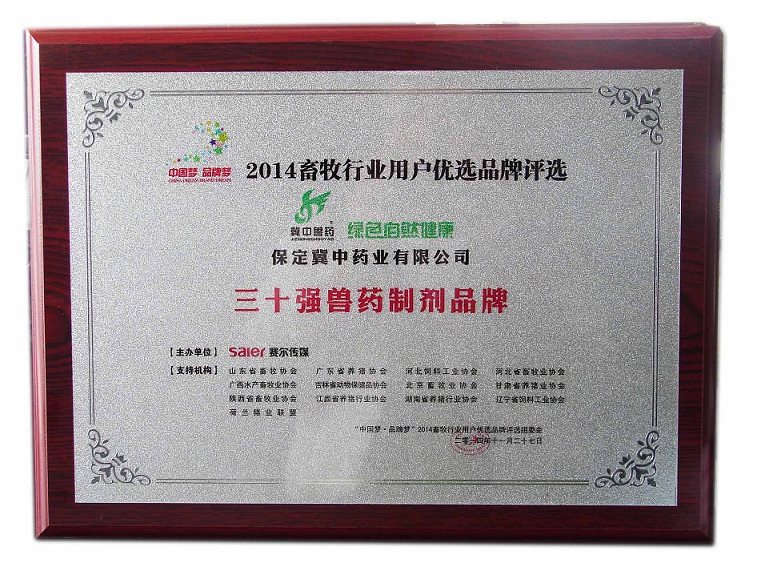 中国梦·品牌梦
CHINA DREAM BRAND DREAM
2014畜牧行业用户优选品牌评选
冀中兽药 绿色自然健康
保定冀中药业有限公司
三十强兽药制剂品牌
【主办单位】 saier 赛尔传媒
【支持机构】 山东省畜牧协会 广东省养猪协会 河北饲料工业协会 河北省畜牧业协会
广西水产畜牧业协会 吉林省动物保健品协会 北京畜牧业协会 甘肃省养猪业协会
陕西省畜牧业协会 江西省养猪行业协会 湖南省养猪行业协会 辽宁省饲料工业协会
荷兰猪业联盟
“中国梦·品牌梦”2014畜牧行业用户优选品牌评选组委会
二零一四年十一月二十七日